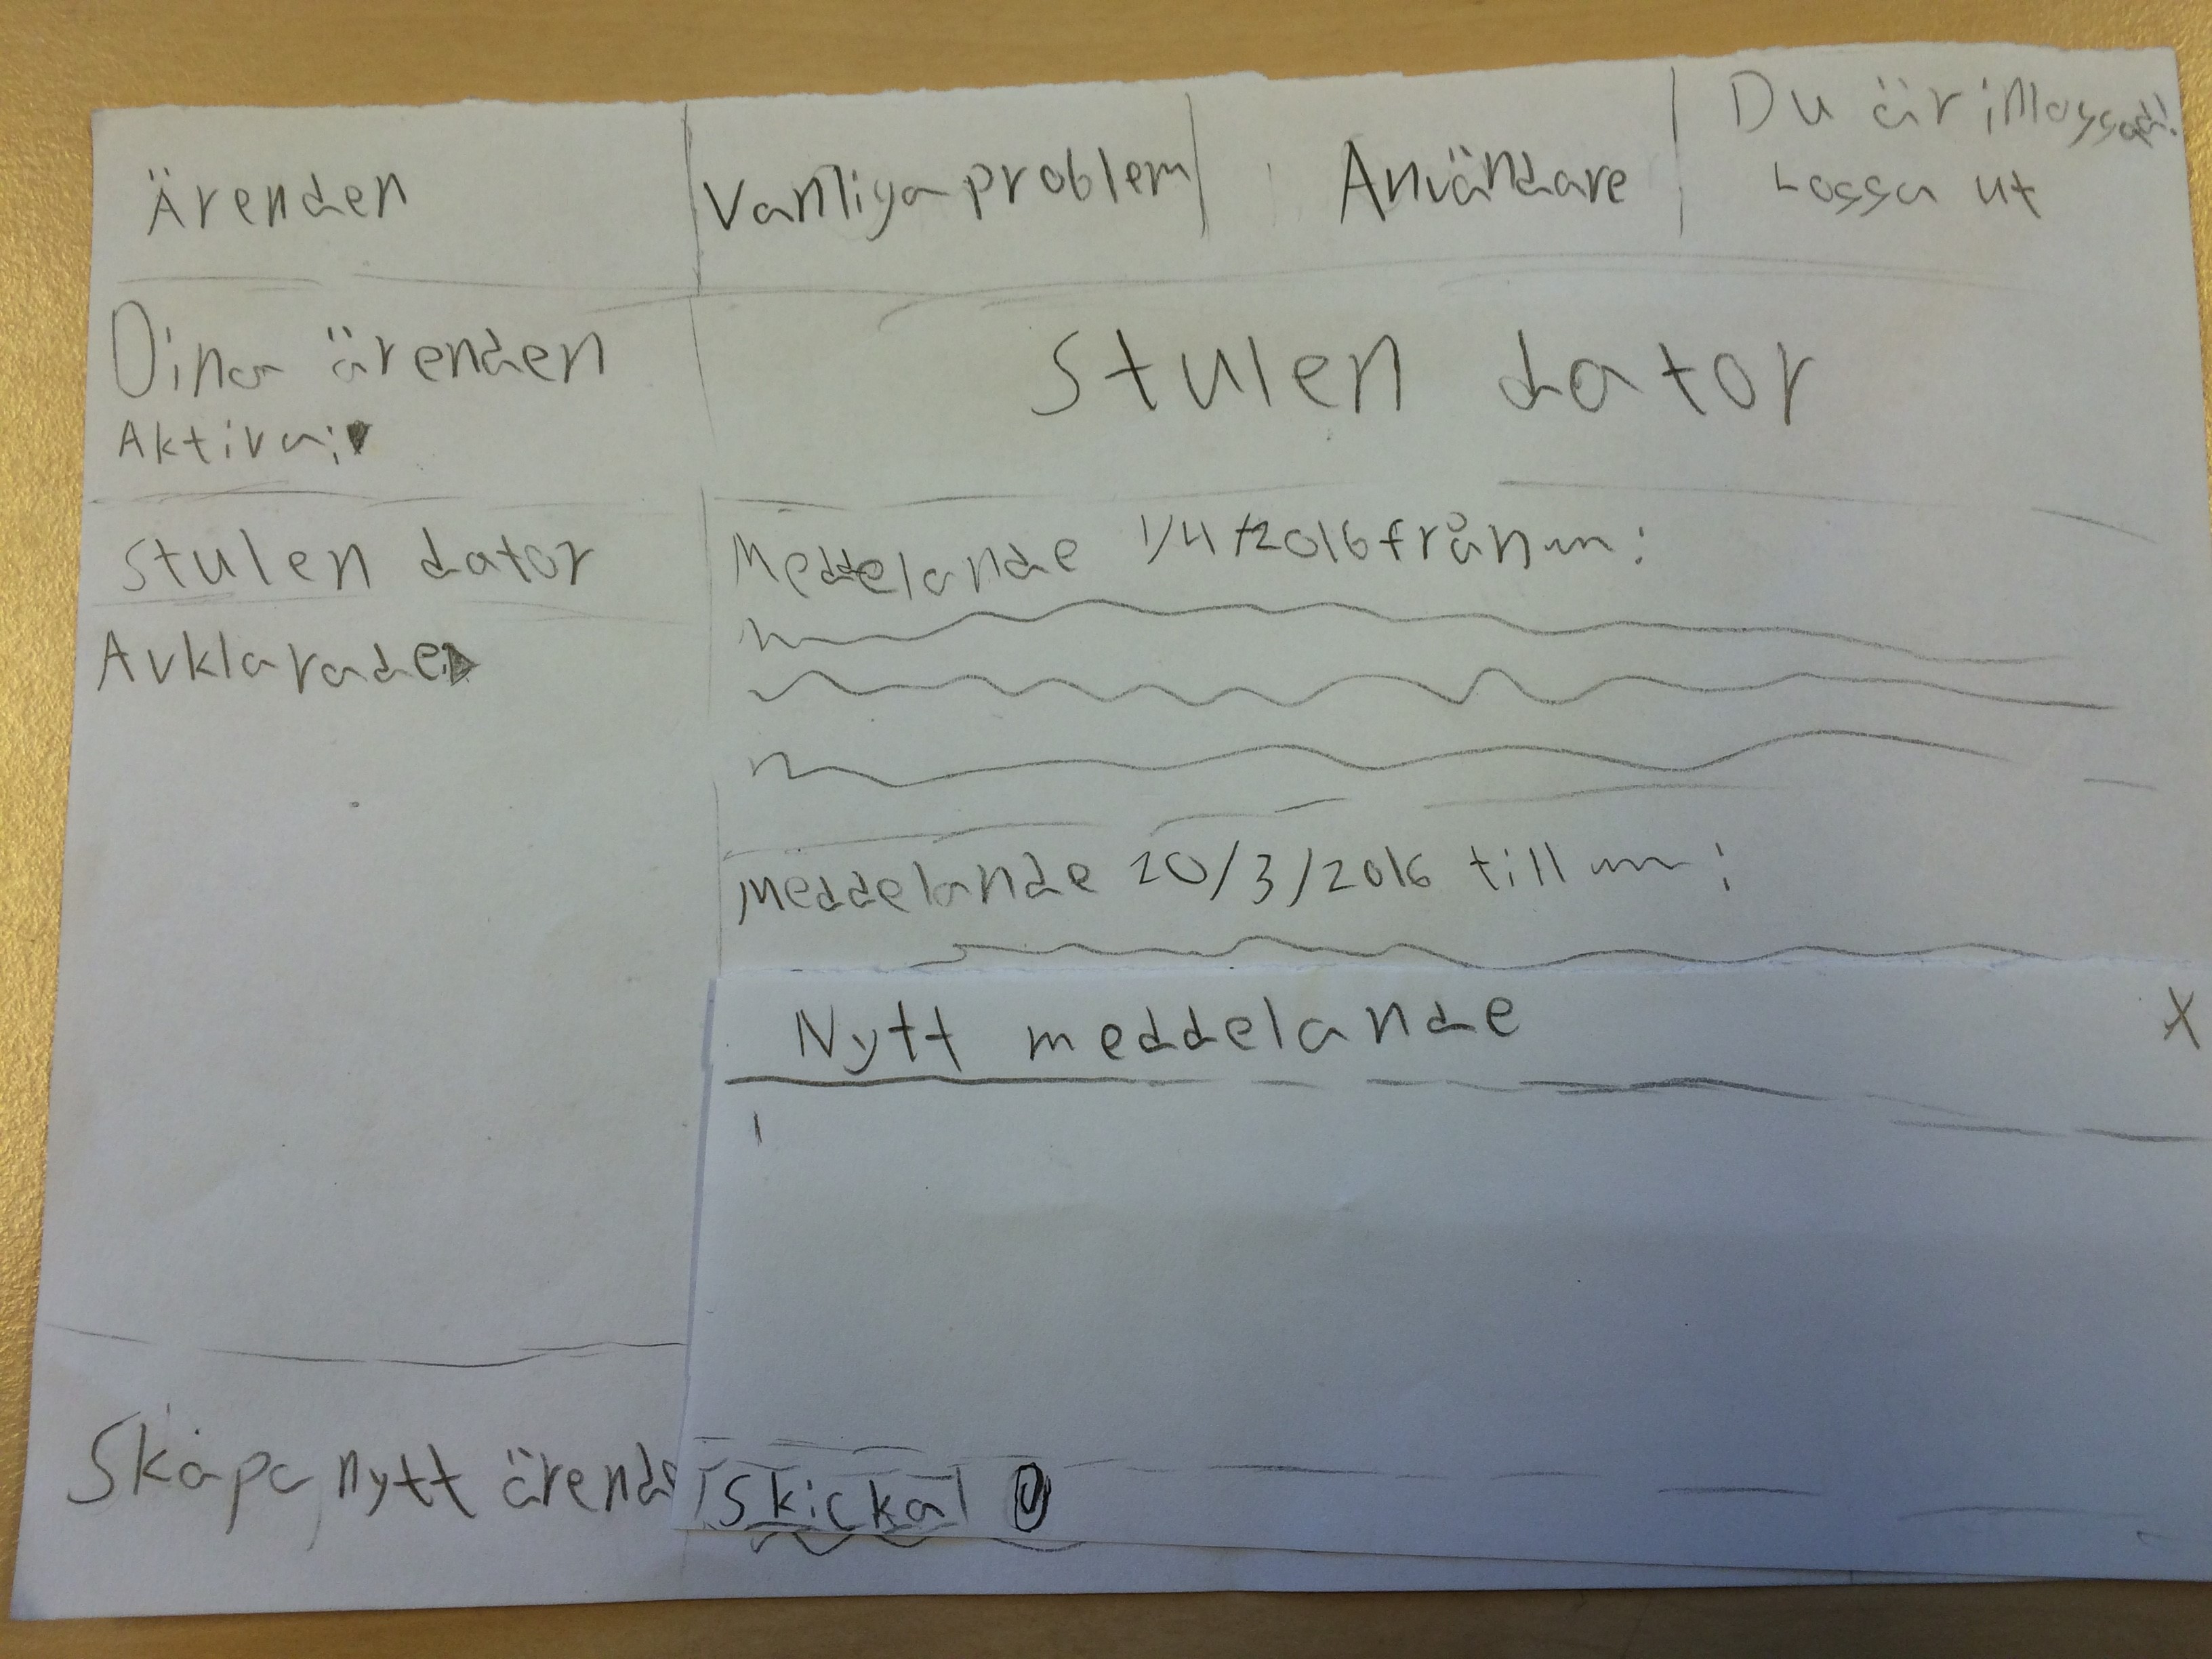 Ärenden
Vanliga problem
Användare
Du är inloggad!
Logga ut
Dina ärenden
Aktiva:
Stulen dator
Avklarade:
Skapa nytt ärende
Stulen dator
Meddelande 1/4/2016 från :
Meddelande 20/3/2016 till :
Nytt meddelande X
Skicka